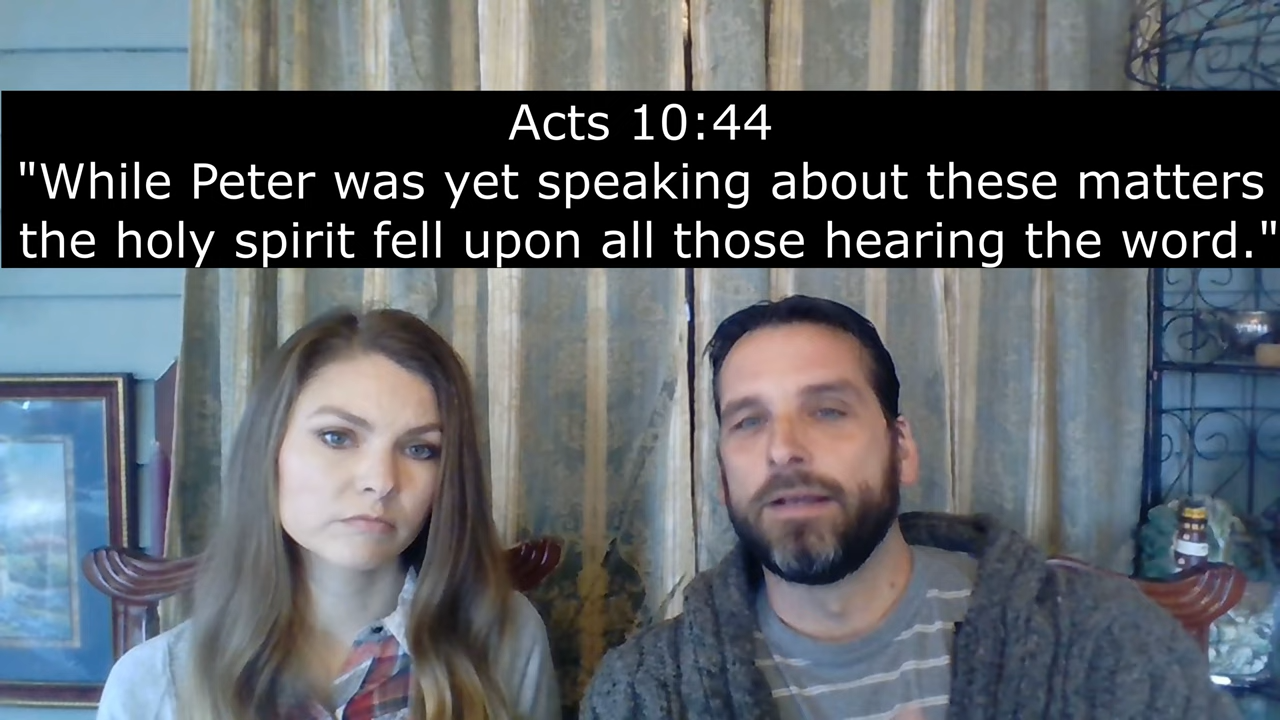 Acts 10:44
"While Peter was yet speaking about these matters
the holy spirit fell upon all those hearing the word."